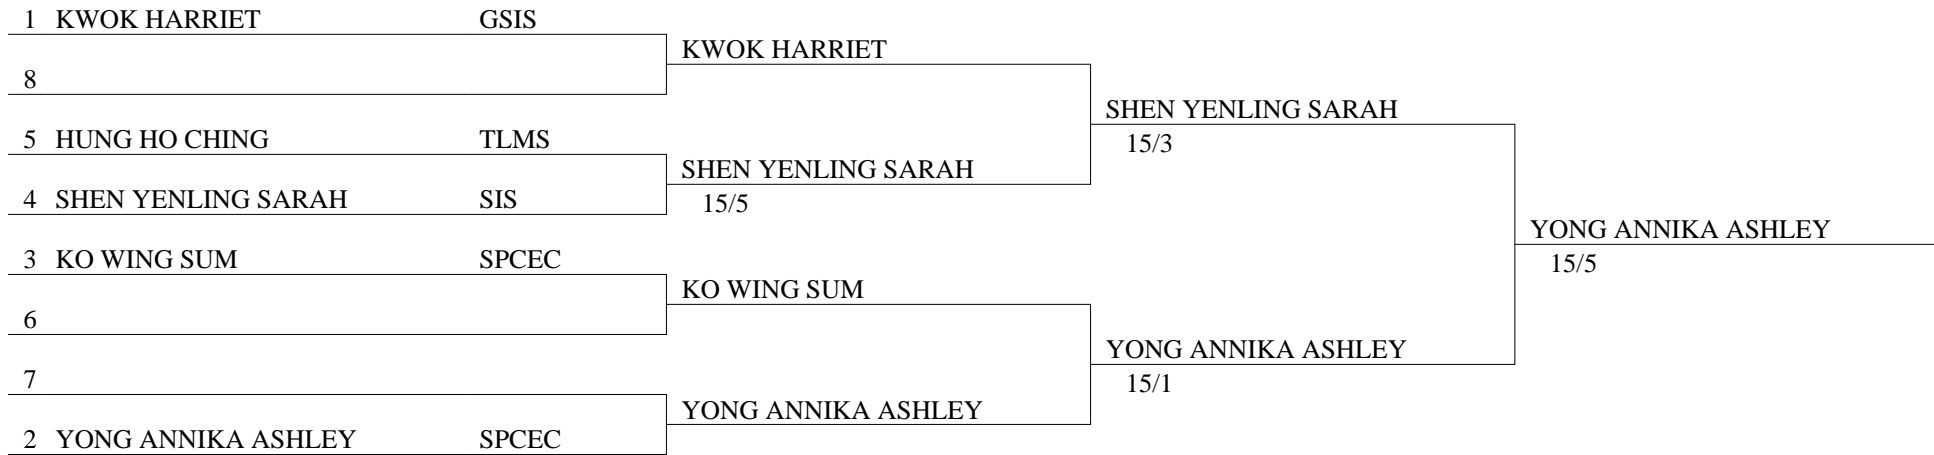 1 KWOK HARRIET GSIS
KWOK HARRIET
8
SHEN YENLING SARAH
15/3
5 HUNG HO CHING TLMS
SHEN YENLING SARAH
15/5
4 SHEN YENLING SARAH SIS
YONG ANNIKA ASHLEY
15/5
3 KO WING SUM SPCEC
KO WING SUM
6
YONG ANNIKA ASHLEY
15/1
7
YONG ANNIKA ASHLEY
2 YONG ANNIKA ASHLEY SPCEC